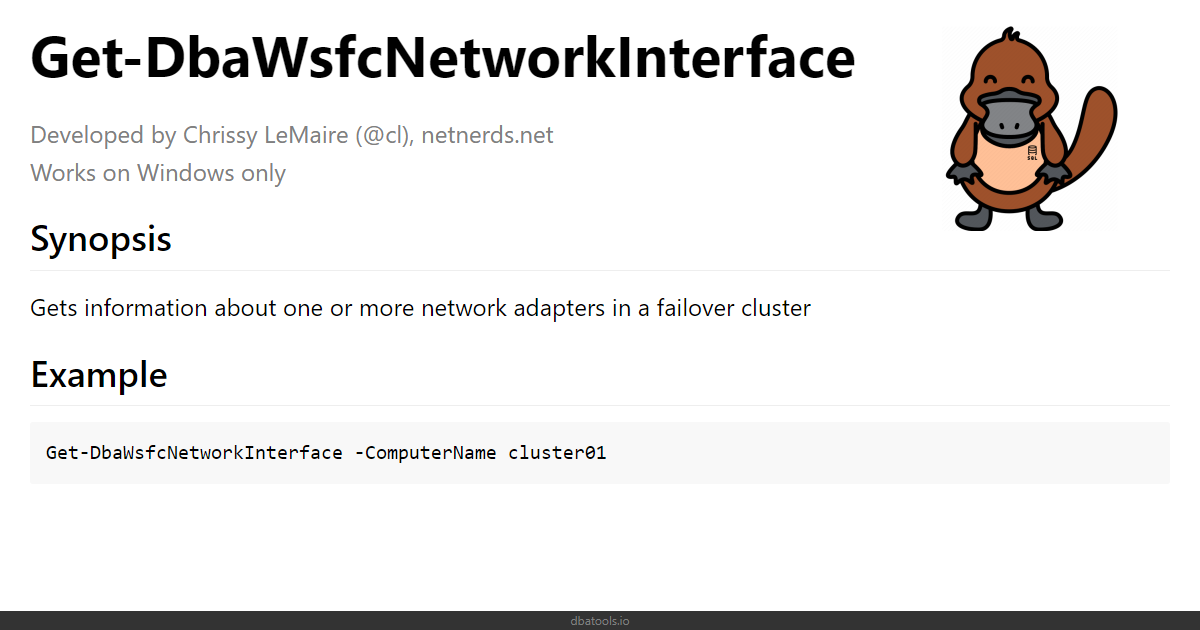 Get-DbaWsfcNetworkInterface
Developed by Chrissy LeMaire (@cl), netnerds.net
Works on Windows only
SQL
Synopsis
Gets information about one or more network adapters in a failover cluster
Example
Get-DbaWsfcNetworkInterface -ComputerName cluster01
dbatools.io